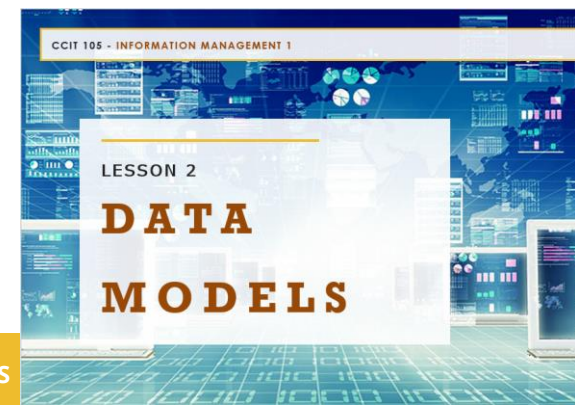 CCIT 105 - INFORMATION MANAGEMENT 1
LESSON 2
DATA
MODELS
S